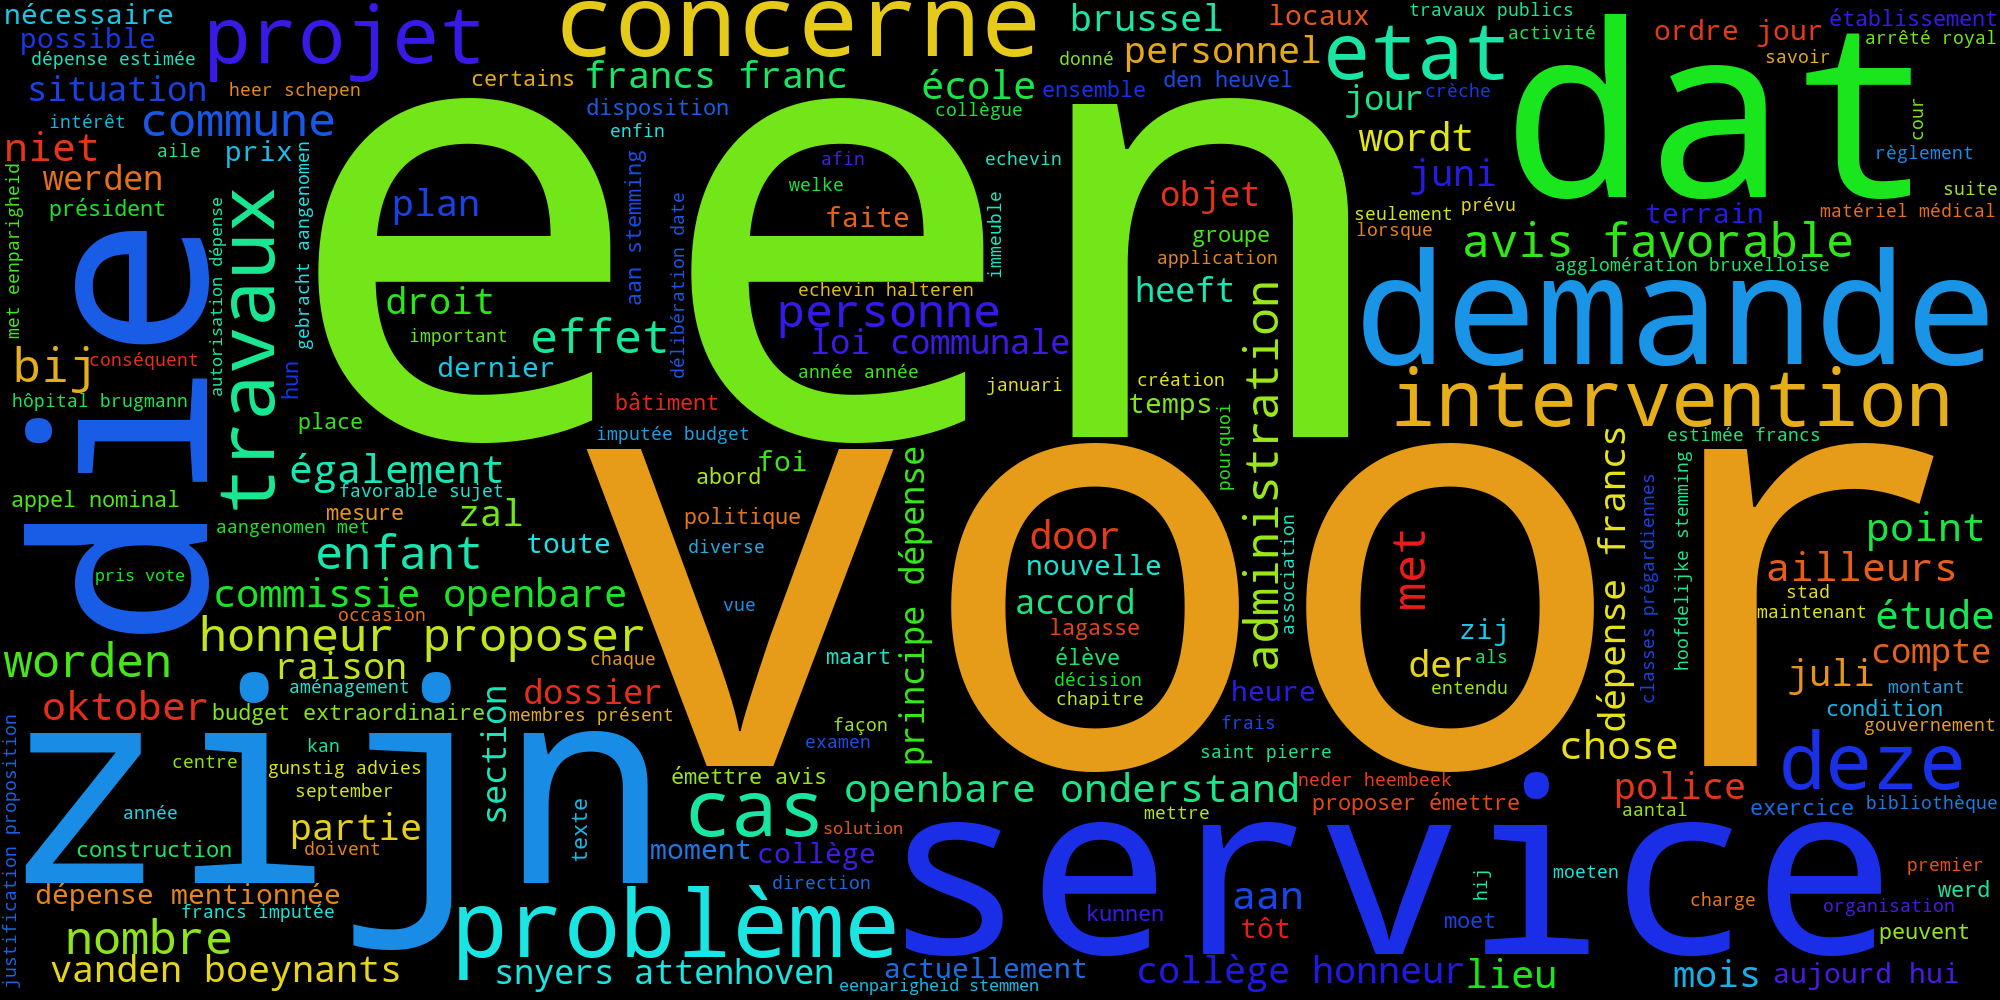 nécessaire
projet
concerne
brussel
locaux
travaux publics
établissement
possible
dépense estimée
certains
francs franc
donné
personnel
etat
activité
ordre jour
arrêté royal
savoir
dat
situation
heer schepen
disposition
école
ensemble
den heuvel
jour
crèche
cour
intérêt
commune
enfin
collègue
niet
aile
prix
een
afin
echevin
wordt
règlement
werden
plan
welke
objet
juni
suite
président
faite
seulement
prévu
terrain
matériel médical
met eenparigheid
die
travaux
autorisation dépense
gebracht aangenomen
aan stemming
délibération date
immeuble
groupe
lorsque
avis favorable
application
agglomération bruxelloise
droit
echevin halteren
heeft
demande
important
effet
personne
loi communale
administration
bij
conséquent
dernier
année année
januari
création
intervention
hun
hôpital brugmann
place
bâtiment
temps
pourquoi
imputée budget
estimée francs
également
foi
voor
favorable sujet
abord
appel nominal
mesure
zal
politique
principe dépense
association
met
dépense francs
classes prégardiennes
hoofdelijke stemming
point
aangenomen met
enfant
toute
diverse
door
nouvelle
ailleurs
pris vote
commissie openbare
vue
accord
stad
maintenant
occasion
honneur proposer
lagasse
zij
étude
worden
raison
chaque
maart
élève
der
als
compte
aménagement
décision
entendu
juli
montant
oktober
budget extraordinaire
section
dossier
membres présent
chapitre
heure
condition
justification proposition
zijn
façon
frais
gouvernement
kan
examen
saint pierre
chose
deze
centre
gunstig advies
émettre avis
openbare onderstand
neder heembeek
police
september
cas
proposer émettre
aantal
exercice
bibliothèque
année
partie
texte
solution
mettre
service
construction
doivent
moment
collège
direction
hij
moeten
premier
dépense mentionnée
problème
aan
charge
werd
francs imputée
kunnen
moet
organisation
nombre
tôt
peuvent
vanden boeynants
snyers attenhoven
actuellement
collège honneur
lieu
mois
aujourd hui
eenparigheid stemmen